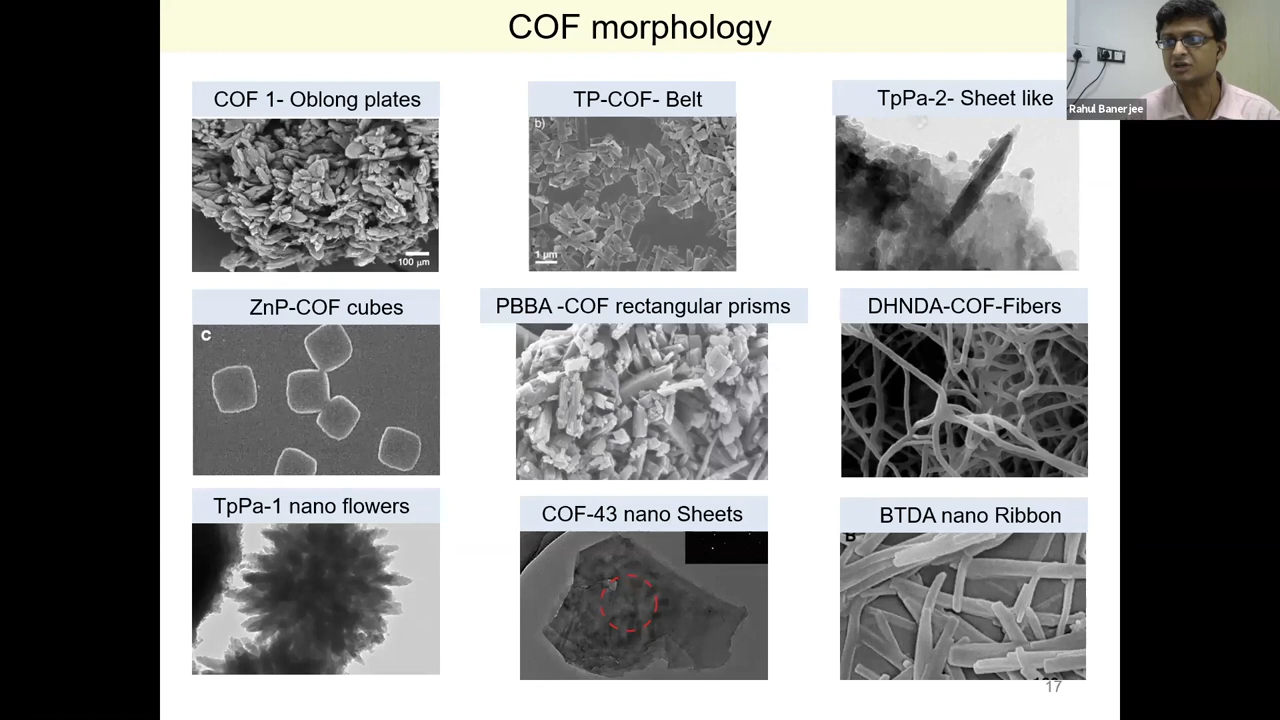 COF morphology
Rahul Banerjee
COF 1- Oblong plates
TP-COF- Belt
TpPa-2- Sheet like
100 µm
b)
1 µm
ZnP-COF cubes
PBBA -COF rectangular prisms
DHNDA-COF-Fibers
C
TpPa-1 nano flowers
COF-43 nano Sheets
BTDA nano Ribbon
B
17